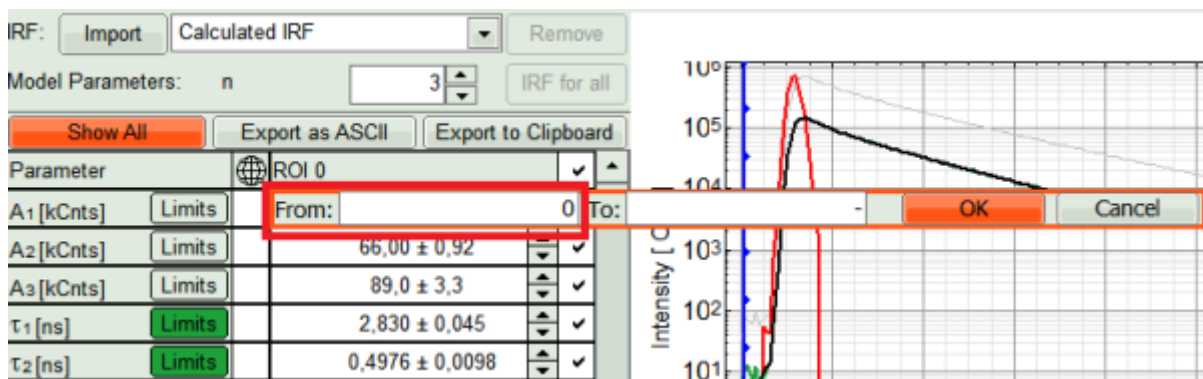 IRF: Import Calculated IRF Remove
Model Parameters: n 3 IRF for all
Show All Export as ASCII Export to Clipboard
Parameter ROI 0
A1[kCnts] Limits From: 0 To: - OK Cancel
A2[kCnts] Limits 66,00 ± 0,92
A3[kCnts] Limits 89,0 ± 3,3
τ1[ns] Limits 2,830 ± 0,045
τ2[ns] Limits 0,4976 ± 0,0098
10⁶
10⁵
10⁴
10³
10²
10¹
Intensity [